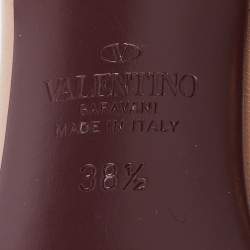 VALENTINO
GARAVANI
MADE IN ITALY
38½